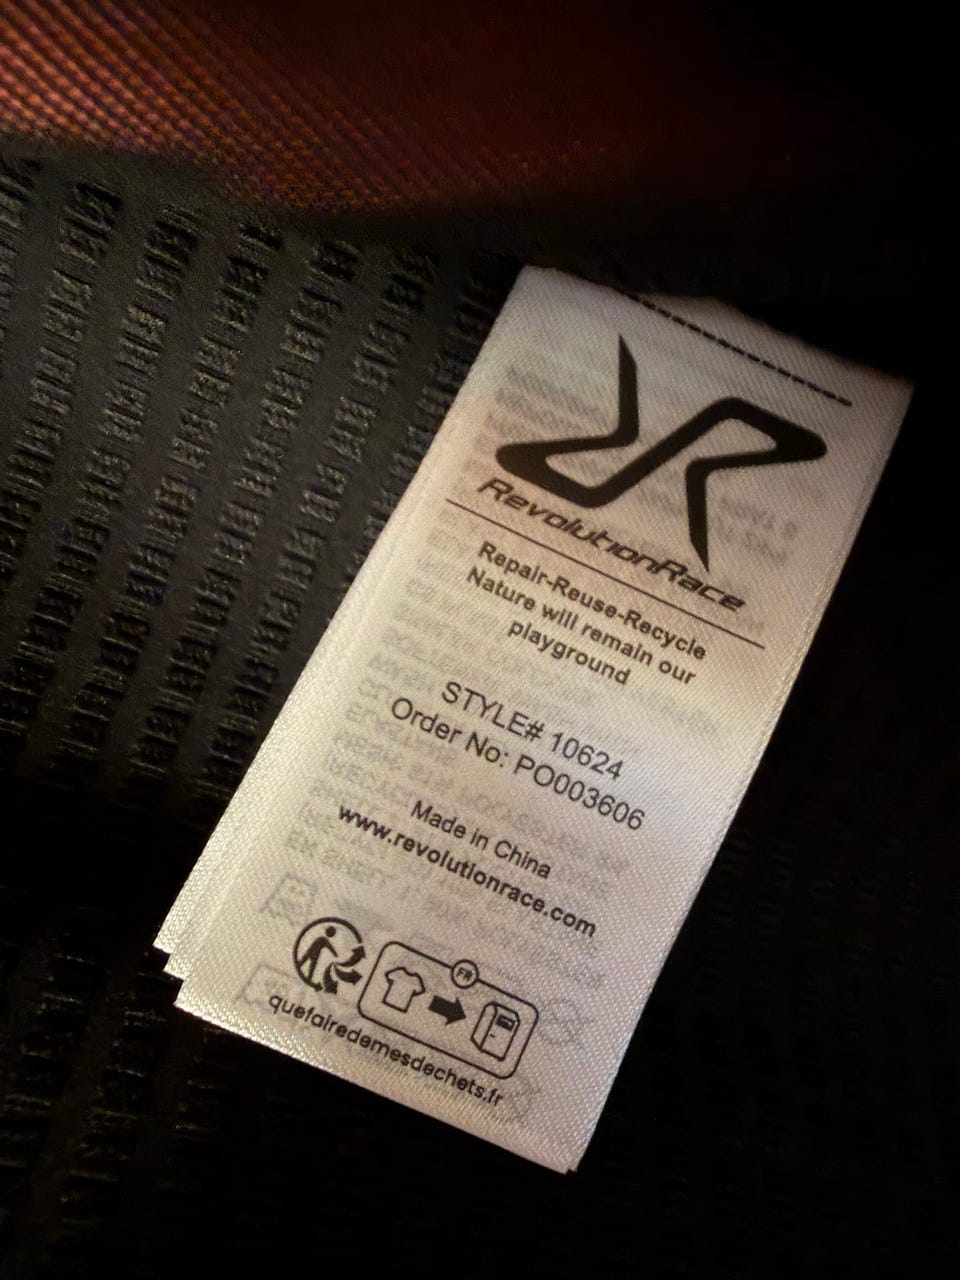 RevolutionRace
Repair-Reuse-Recycle
Nature will remain our
playground
STYLE# 10624
Order No: PO003606
Made in China
www.revolutionrace.com
FR
quefairedemesdechets.fr